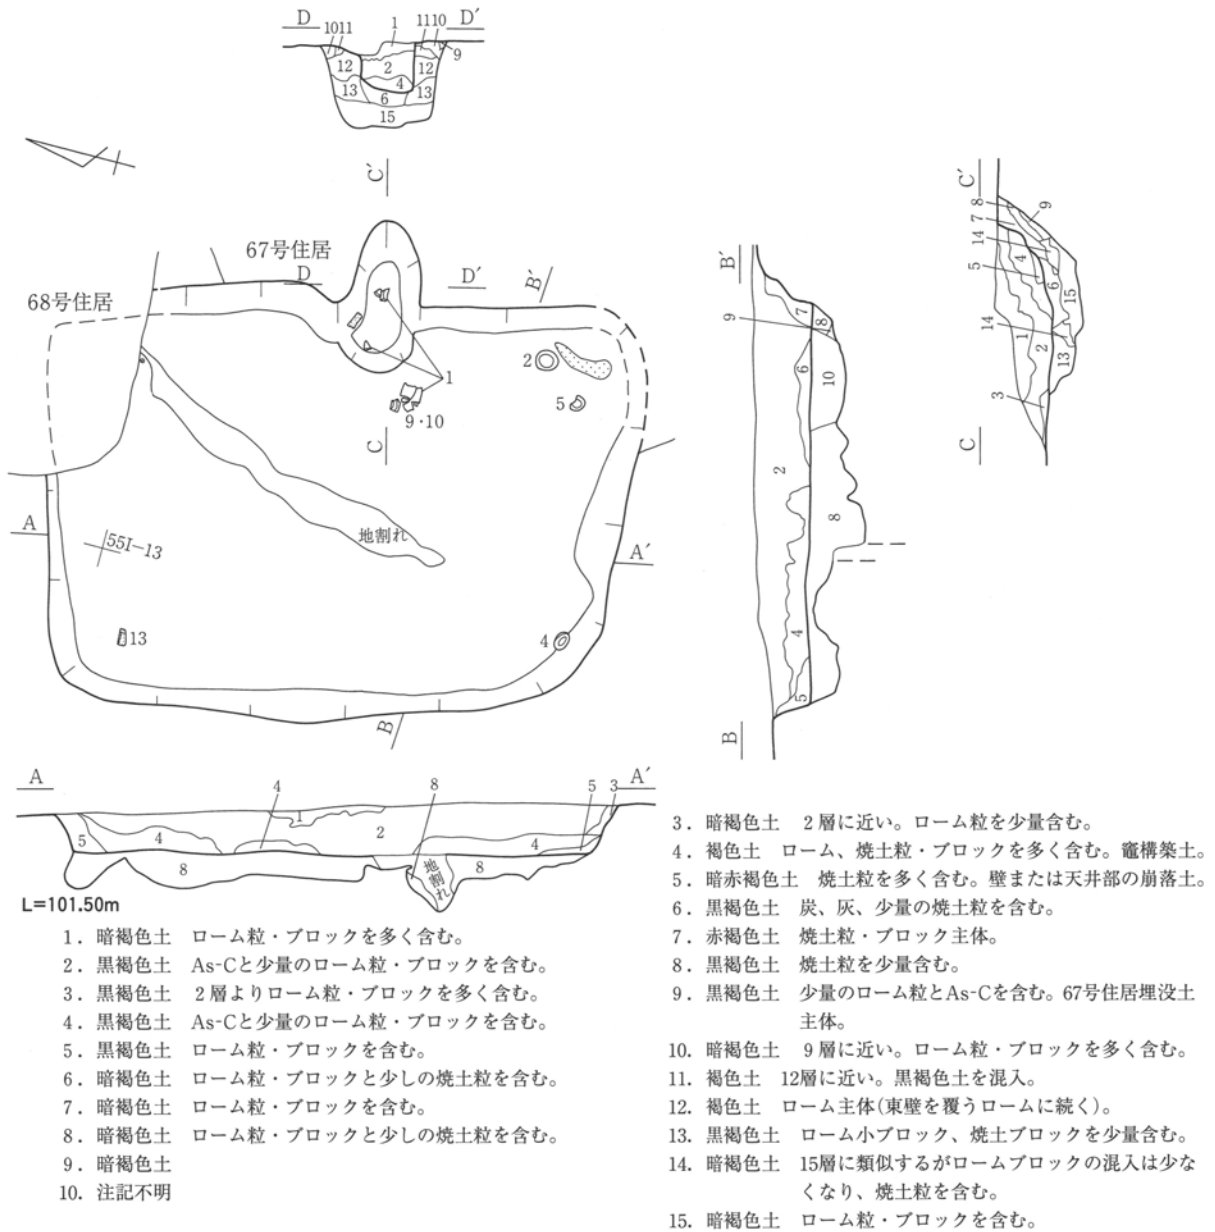 D D′
1011 1 1110
9
12 2 12
13 4 13
6
15
C′
67号住居
D D′
B′
68号住居
2
1
5
9・10
C
A
地割れ
55I-13
A′
13
4
B
C′
8 9
7
14 4
5 6
15
14
1 2
13
3
C
B′
9 7
18
6 10
2
8
4
5
B
A 4 8 5 3 A′
1
5 4 2 4
8 地割れ 8
L=101.50m
1. 暗褐色土 ローム粒・ブロックを多く含む。
2. 黒褐色土 As-Cと少量のローム粒・ブロックを含む。
3. 黒褐色土 2層よりローム粒・ブロックを多く含む。
4. 黒褐色土 As-Cと少量のローム粒・ブロックを含む。
5. 黒褐色土 ローム粒・ブロックを含む。
6. 暗褐色土 ローム粒・ブロックと少しの焼土粒を含む。
7. 暗褐色土 ローム粒・ブロックを含む。
8. 暗褐色土 ローム粒・ブロックと少しの焼土粒を含む。
9. 暗褐色土
10. 注記不明
3. 暗褐色土 2層に近い。ローム粒を少量含む。
4. 褐色土 ローム、焼土粒・ブロックを多く含む。竈構築土。
5. 暗赤褐色土 焼土粒を多く含む。壁または天井部の崩落土。
6. 黒褐色土 炭、灰、少量の焼土粒を含む。
7. 赤褐色土 焼土粒・ブロック主体。
8. 黒褐色土 焼土粒を少量含む。
9. 黒褐色土 少量のローム粒とAs-Cを含む。67号住居埋没土
主体。
10. 暗褐色土 9層に近い。ローム粒・ブロックを多く含む。
11. 褐色土 12層に近い。黒褐色土を混入。
12. 褐色土 ローム主体(東壁を覆うロームに続く)。
13. 黒褐色土 ローム小ブロック、焼土ブロックを少量含む。
14. 暗褐色土 15層に類似するがロームブロックの混入は少な
くなり、焼土粒を含む。
15. 暗褐色土 ローム粒・ブロックを含む。